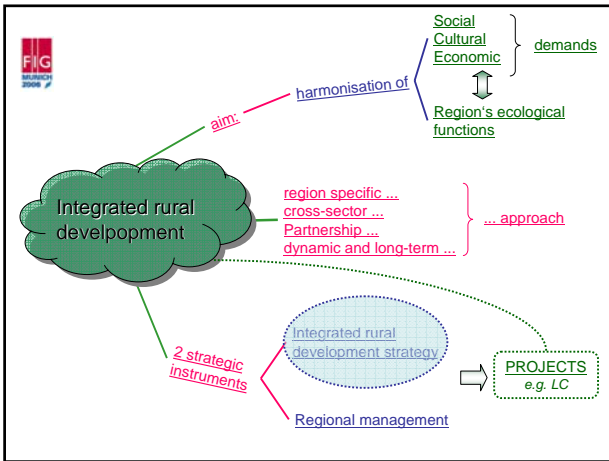 FIG
MUNICH
2006
Social
Cultural
Economic
demands
harmonisation of
aim:
Region's ecological
functions
Integrated rural
develpopment
region specific ...
cross-sector ...
Partnership ...
dynamic and long-term ...
... approach
2 strategic
instruments
Integrated rural
development strategy
Regional management
PROJECTS
e.g. LC